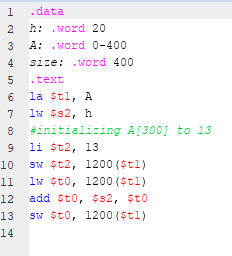 1 .data
2 h: .word 20
3 A: .word 0-400
4 size: .word 400
5 .text
6 la $t1, A
7 lw $s2, h
8 #initializing A[300] to 13
9 li $t2, 13
10 sw $t2, 1200($t1)
11 lw $t0, 1200($t1)
12 add $t0, $s2, $t0
13 sw $t0, 1200($t1)
14